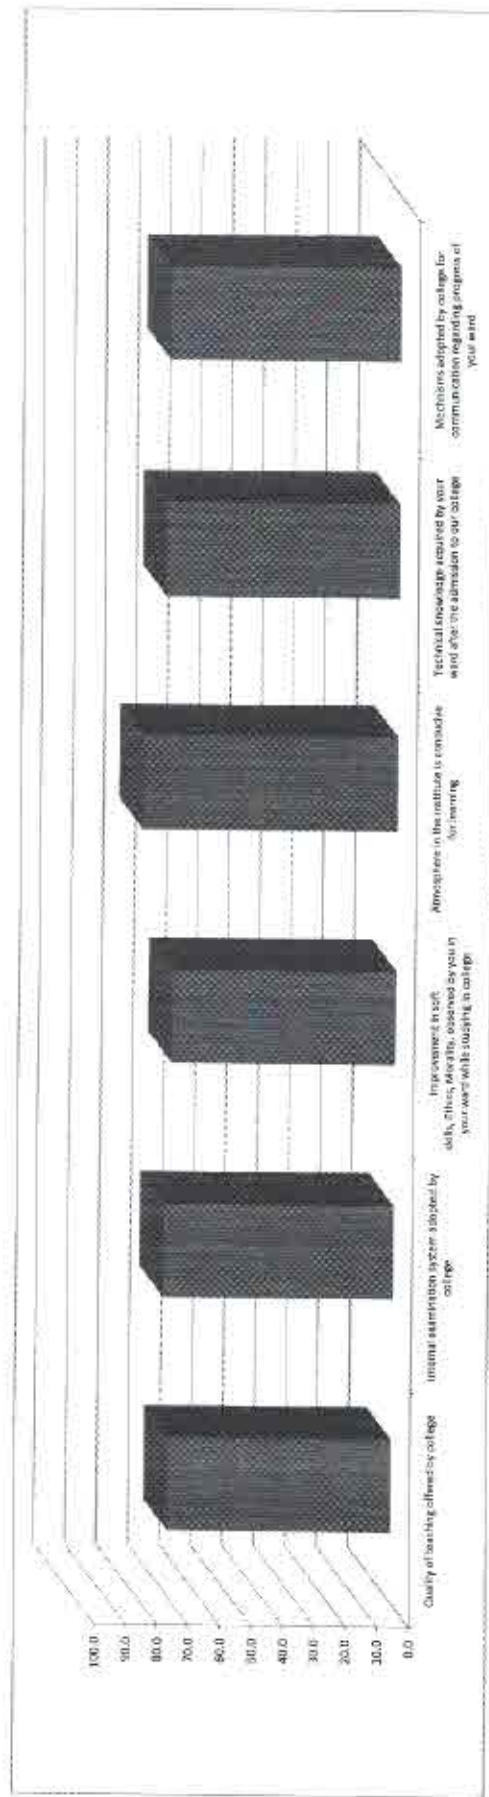 100.0
90.0
80.0
70.0
60.0
50.0
40.0
30.0
20.0
10.0
0.0
Quality of teaching offered by college
Internal examination system adopted by
college
Improvement in soft
skills, Ethics, Morality, observed by you in
your ward while studying in college
Atmosphere in the institute is conducive
for learning
Technical knowledge acquired by your
ward after the admission to our college
Mechnisms adopted by college for
communication regarding progress of
your ward